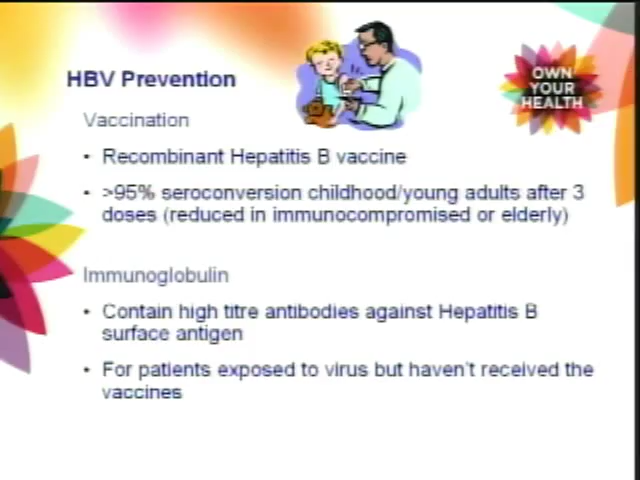 HBV Prevention
OWN
YOUR
HEALTH
Vaccination
• Recombinant Hepatitis B vaccine
• >95% seroconversion childhood/young adults after 3
doses (reduced in immunocompromised or elderly)
Immunoglobulin
• Contain high titre antibodies against Hepatitis B
surface antigen
• For patients exposed to virus but haven't received the
vaccines